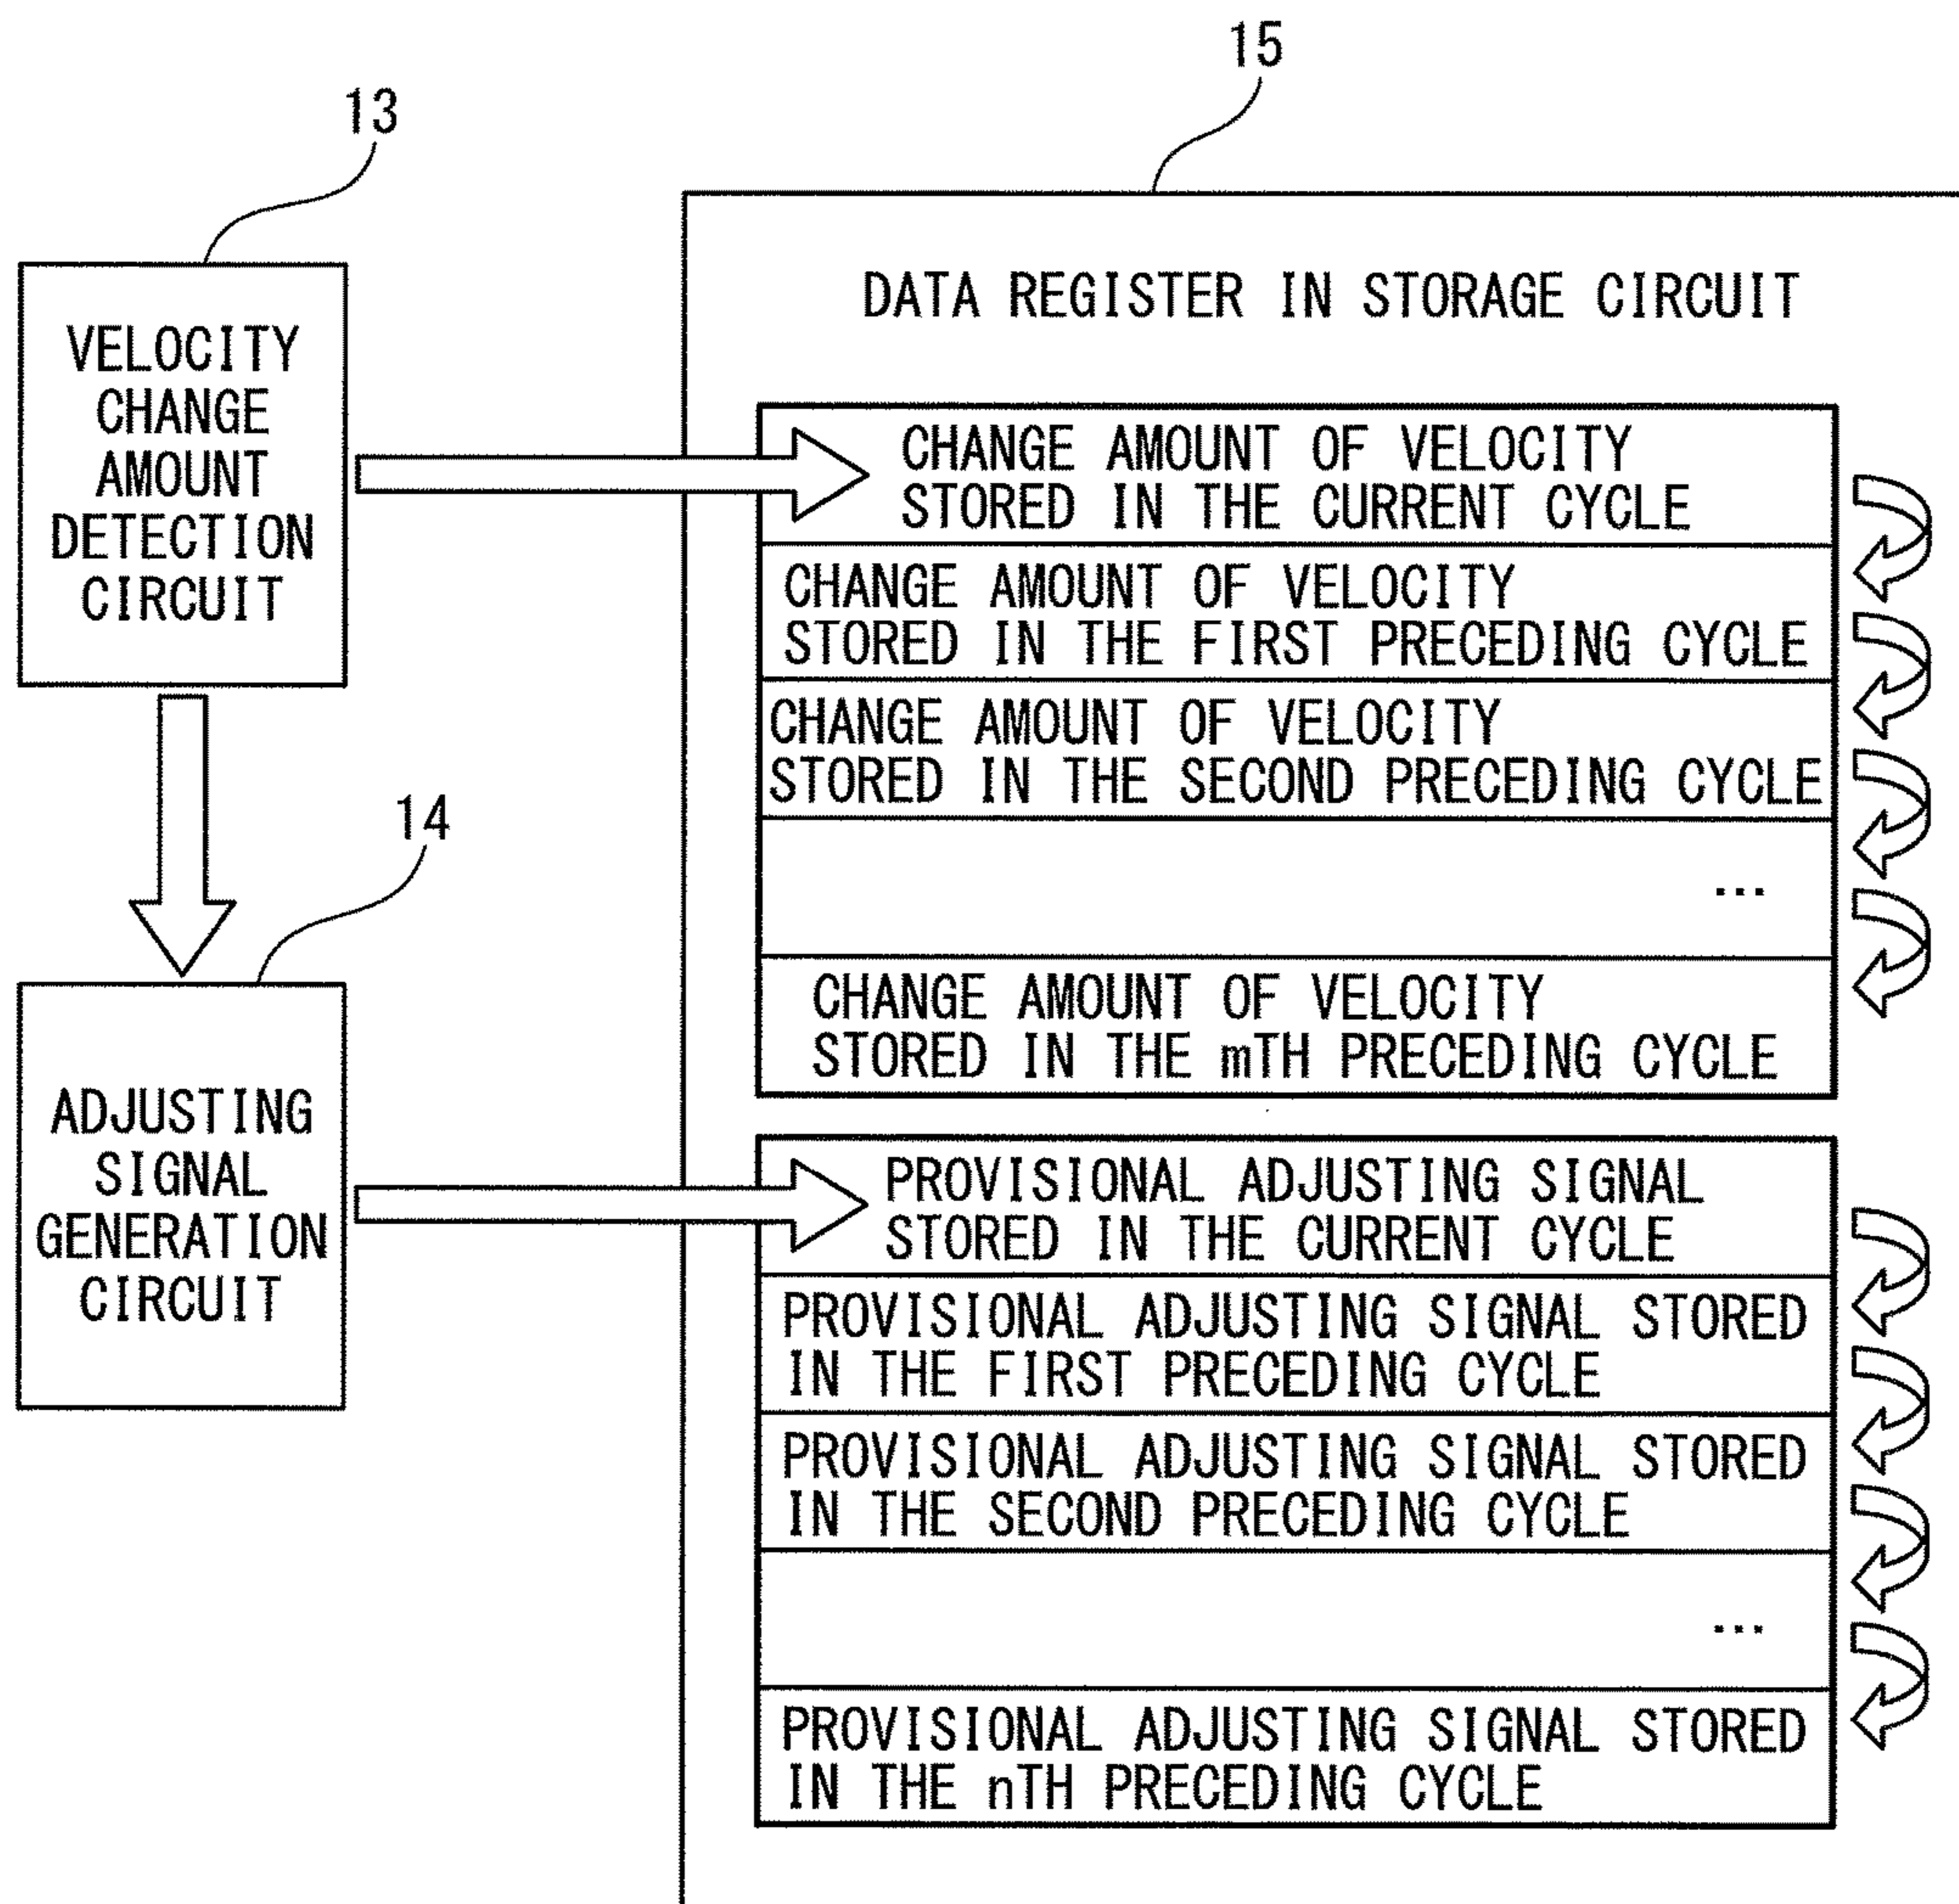 15
13
DATA REGISTER IN STORAGE CIRCUIT
VELOCITY
CHANGE
AMOUNT
DETECTION
CIRCUIT
CHANGE AMOUNT OF VELOCITY
STORED IN THE CURRENT CYCLE
CHANGE AMOUNT OF VELOCITY
STORED IN THE FIRST PRECEDING CYCLE
CHANGE AMOUNT OF VELOCITY
STORED IN THE SECOND PRECEDING CYCLE
...
CHANGE AMOUNT OF VELOCITY
STORED IN THE mTH PRECEDING CYCLE
14
ADJUSTING
SIGNAL
GENERATION
CIRCUIT
PROVISIONAL ADJUSTING SIGNAL
STORED IN THE CURRENT CYCLE
PROVISIONAL ADJUSTING SIGNAL STORED
IN THE FIRST PRECEDING CYCLE
PROVISIONAL ADJUSTING SIGNAL STORED
IN THE SECOND PRECEDING CYCLE
...
PROVISIONAL ADJUSTING SIGNAL STORED
IN THE nTH PRECEDING CYCLE